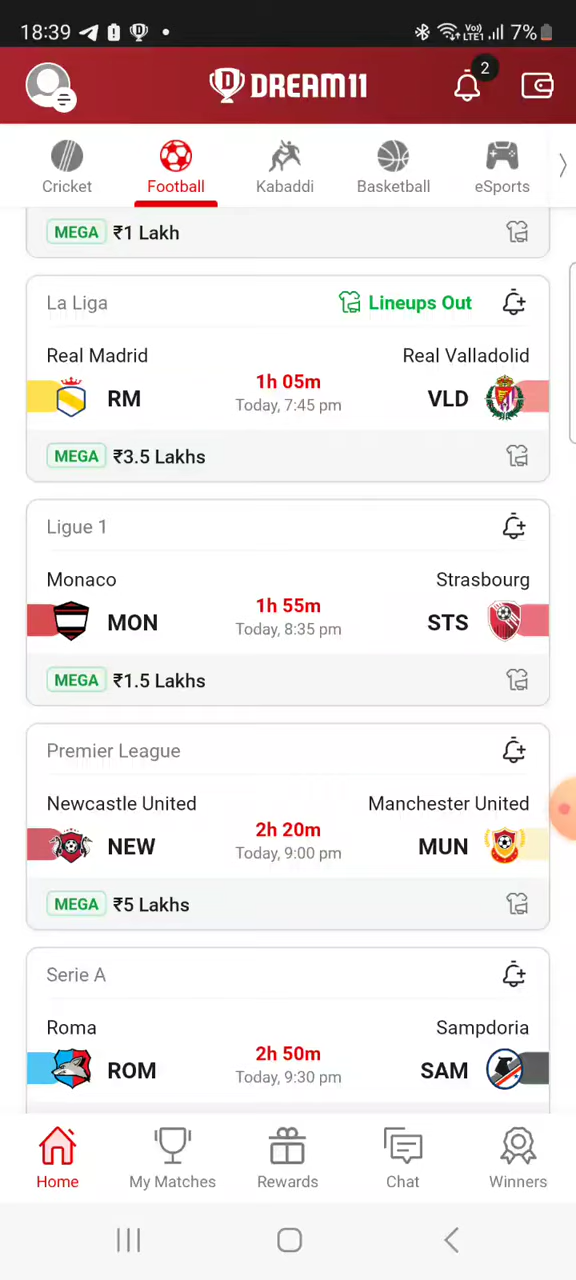 18:39 Vo)) LTE1 7%
DREAM11 2
Cricket Football Kabaddi Basketball eSports
MEGA ₹1 Lakh
La Liga Lineups Out
Real Madrid Real Valladolid
RM 1h 05m VLD
Today, 7:45 pm
MEGA ₹3.5 Lakhs
Ligue 1
Monaco Strasbourg
MON 1h 55m STS
Today, 8:35 pm
MEGA ₹1.5 Lakhs
Premier League
Newcastle United Manchester United
NEW 2h 20m MUN
Today, 9:00 pm
MEGA ₹5 Lakhs
Serie A
Roma Sampdoria
ROM 2h 50m SAM
Today, 9:30 pm
Home My Matches Rewards Chat Winners